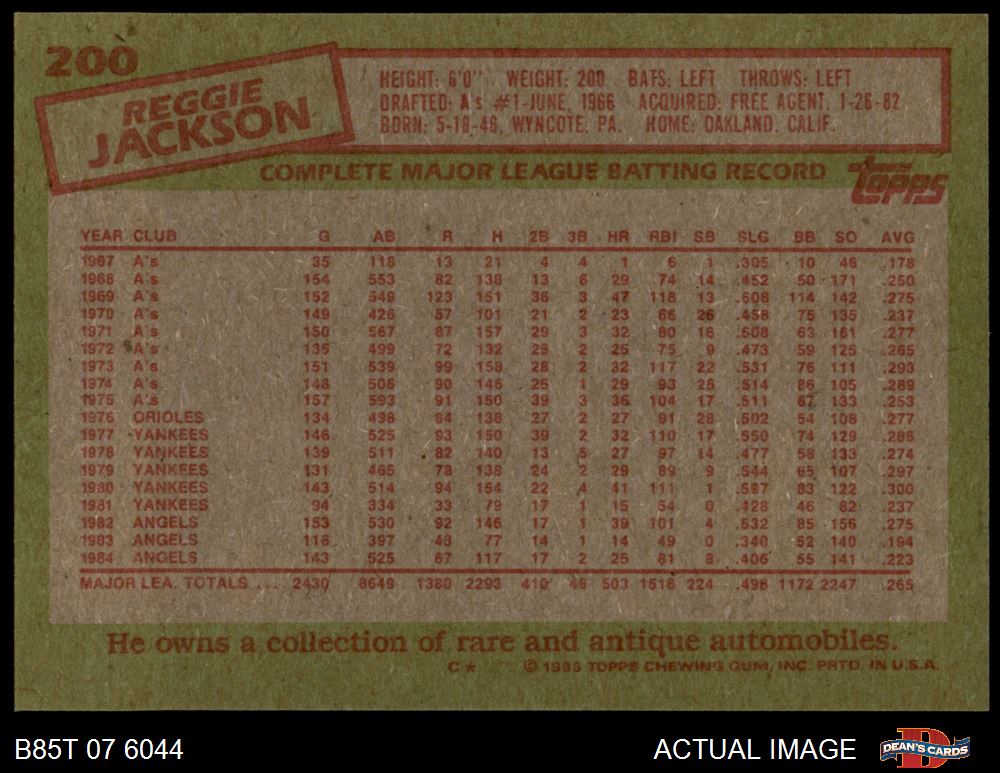 200
REGGIE
JACKSON
HEIGHT: 6'0" WEIGHT: 200 BATS: LEFT THROWS: LEFT
DRAFTED: A's #1-JUNE, 1966 ACQUIRED: FREE AGENT, 1-26-82
BORN: 5-18-46, WYNCOTE, PA. HOME: OAKLAND, CALIF.
COMPLETE MAJOR LEAGUE BATTING RECORD
topps
YEAR CLUB G AB R H 2B 3B HR RBI SB SLG BB SO AVG
1967 A's 35 118 13 21 4 4 1 6 1 .305 10 46 .178
1968 A's 154 553 82 138 13 6 29 74 14 .452 50 171 .250
1969 A's 152 549 123 151 36 3 47 118 13 .608 114 142 .275
1970 A's 149 426 57 101 21 2 23 66 26 .458 75 135 .237
1971 A's 150 567 87 157 29 3 32 80 16 .508 63 161 .277
1972 A's 135 499 72 132 25 2 25 75 9 .473 59 125 .265
1973 A's 151 539 99 158 28 2 32 117 22 .531 76 111 .293
1974 A's 148 506 90 146 25 1 29 93 25 .514 86 105 .289
1975 A's 157 593 91 150 39 3 36 104 17 .511 67 133 .253
1976 ORIOLES 134 498 84 138 27 2 27 91 28 .502 54 108 .277
1977 YANKEES 146 525 93 150 39 2 32 110 17 .550 74 129 .286
1978 YANKEES 139 511 82 140 13 5 27 97 14 .477 58 133 .274
1979 YANKEES 131 465 78 138 24 2 29 89 9 .544 65 107 .297
1980 YANKEES 143 514 94 154 22 4 41 111 1 .597 83 122 .300
1981 YANKEES 94 334 33 79 17 1 15 54 0 .428 46 82 .237
1982 ANGELS 153 530 92 146 17 1 39 101 4 .532 85 156 .275
1983 ANGELS 116 397 43 77 14 1 14 49 0 .340 52 140 .194
1984 ANGELS 143 525 67 117 17 2 25 81 8 .406 55 141 .223
MAJOR LEA. TOTALS ... 2430 8649 1380 2293 410 46 503 1516 224 .498 1172 2247 .265
He owns a collection of rare and antique automobiles.
C* © 1985 TOPPS CHEWING GUM, INC. PRTD. IN U.S.A.
B85T 07 6044
ACTUAL IMAGE
DEAN'S CARDS